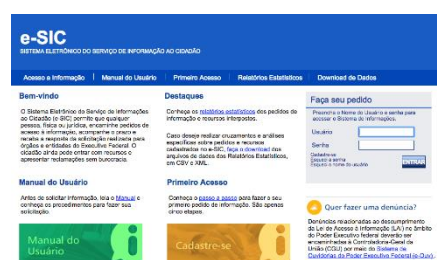 e-SIC
SISTEMA ELETRÔNICO DO SERVIÇO DE INFORMAÇÃO AO CIDADÃO
Acesso a Informação
Manual do Usuário
Primeiro Acesso
Relatórios Estatísticos
Download de Dados
Bem-vindo
O Sistema Eletrônico do Serviço de Informações
ao Cidadão (e-SIC) permite que qualquer
pessoa, física ou jurídica, encaminhe pedidos de
acesso à informação, acompanhe o prazo e
receba a resposta da solicitação realizada para
órgãos e entidades do Executivo Federal. O
cidadão ainda pode entrar com recursos e
apresentar reclamações sem burocracia.
Manual do Usuário
Antes de solicitar informação, leia o Manual e
conheça os procedimentos para fazer sua
solicitação
Manual do
Usuário
Destaques
Conheça os relatórios estatísticos dos pedidos de
informação e recursos interpostos.
Caso deseje realizar cruzamentos e análises
específicas sobre pedidos e recursos
cadastrados no e-SIC, faça o download dos
arquivos de dados dos Relatórios Estatísticos,
em CSV e XML.
Primeiro Acesso
Conheça o passo a passo para fazer o seu
primeiro pedido de informação. São apenas
cinco etapas.
Cadastre-se
Faça seu pedido
Preencha o Nome do Usuário e senha para
acessar o Sistema de Informações.
Usuário
Senha
Cadastre-se
Esqueci a senha
Esqueci o nome do usuário
ENTRAR
Quer fazer uma denúncia?
Denúncias relacionadas ao descumprimento
da Lei de Acesso à Informação (LAI) no âmbito
do Poder Executivo federal deverão ser
encaminhadas à Controladoria-Geral da
União (CGU) por meio do Sistema de
Ouvidorias do Poder Executivo Federal (e-Ouv).